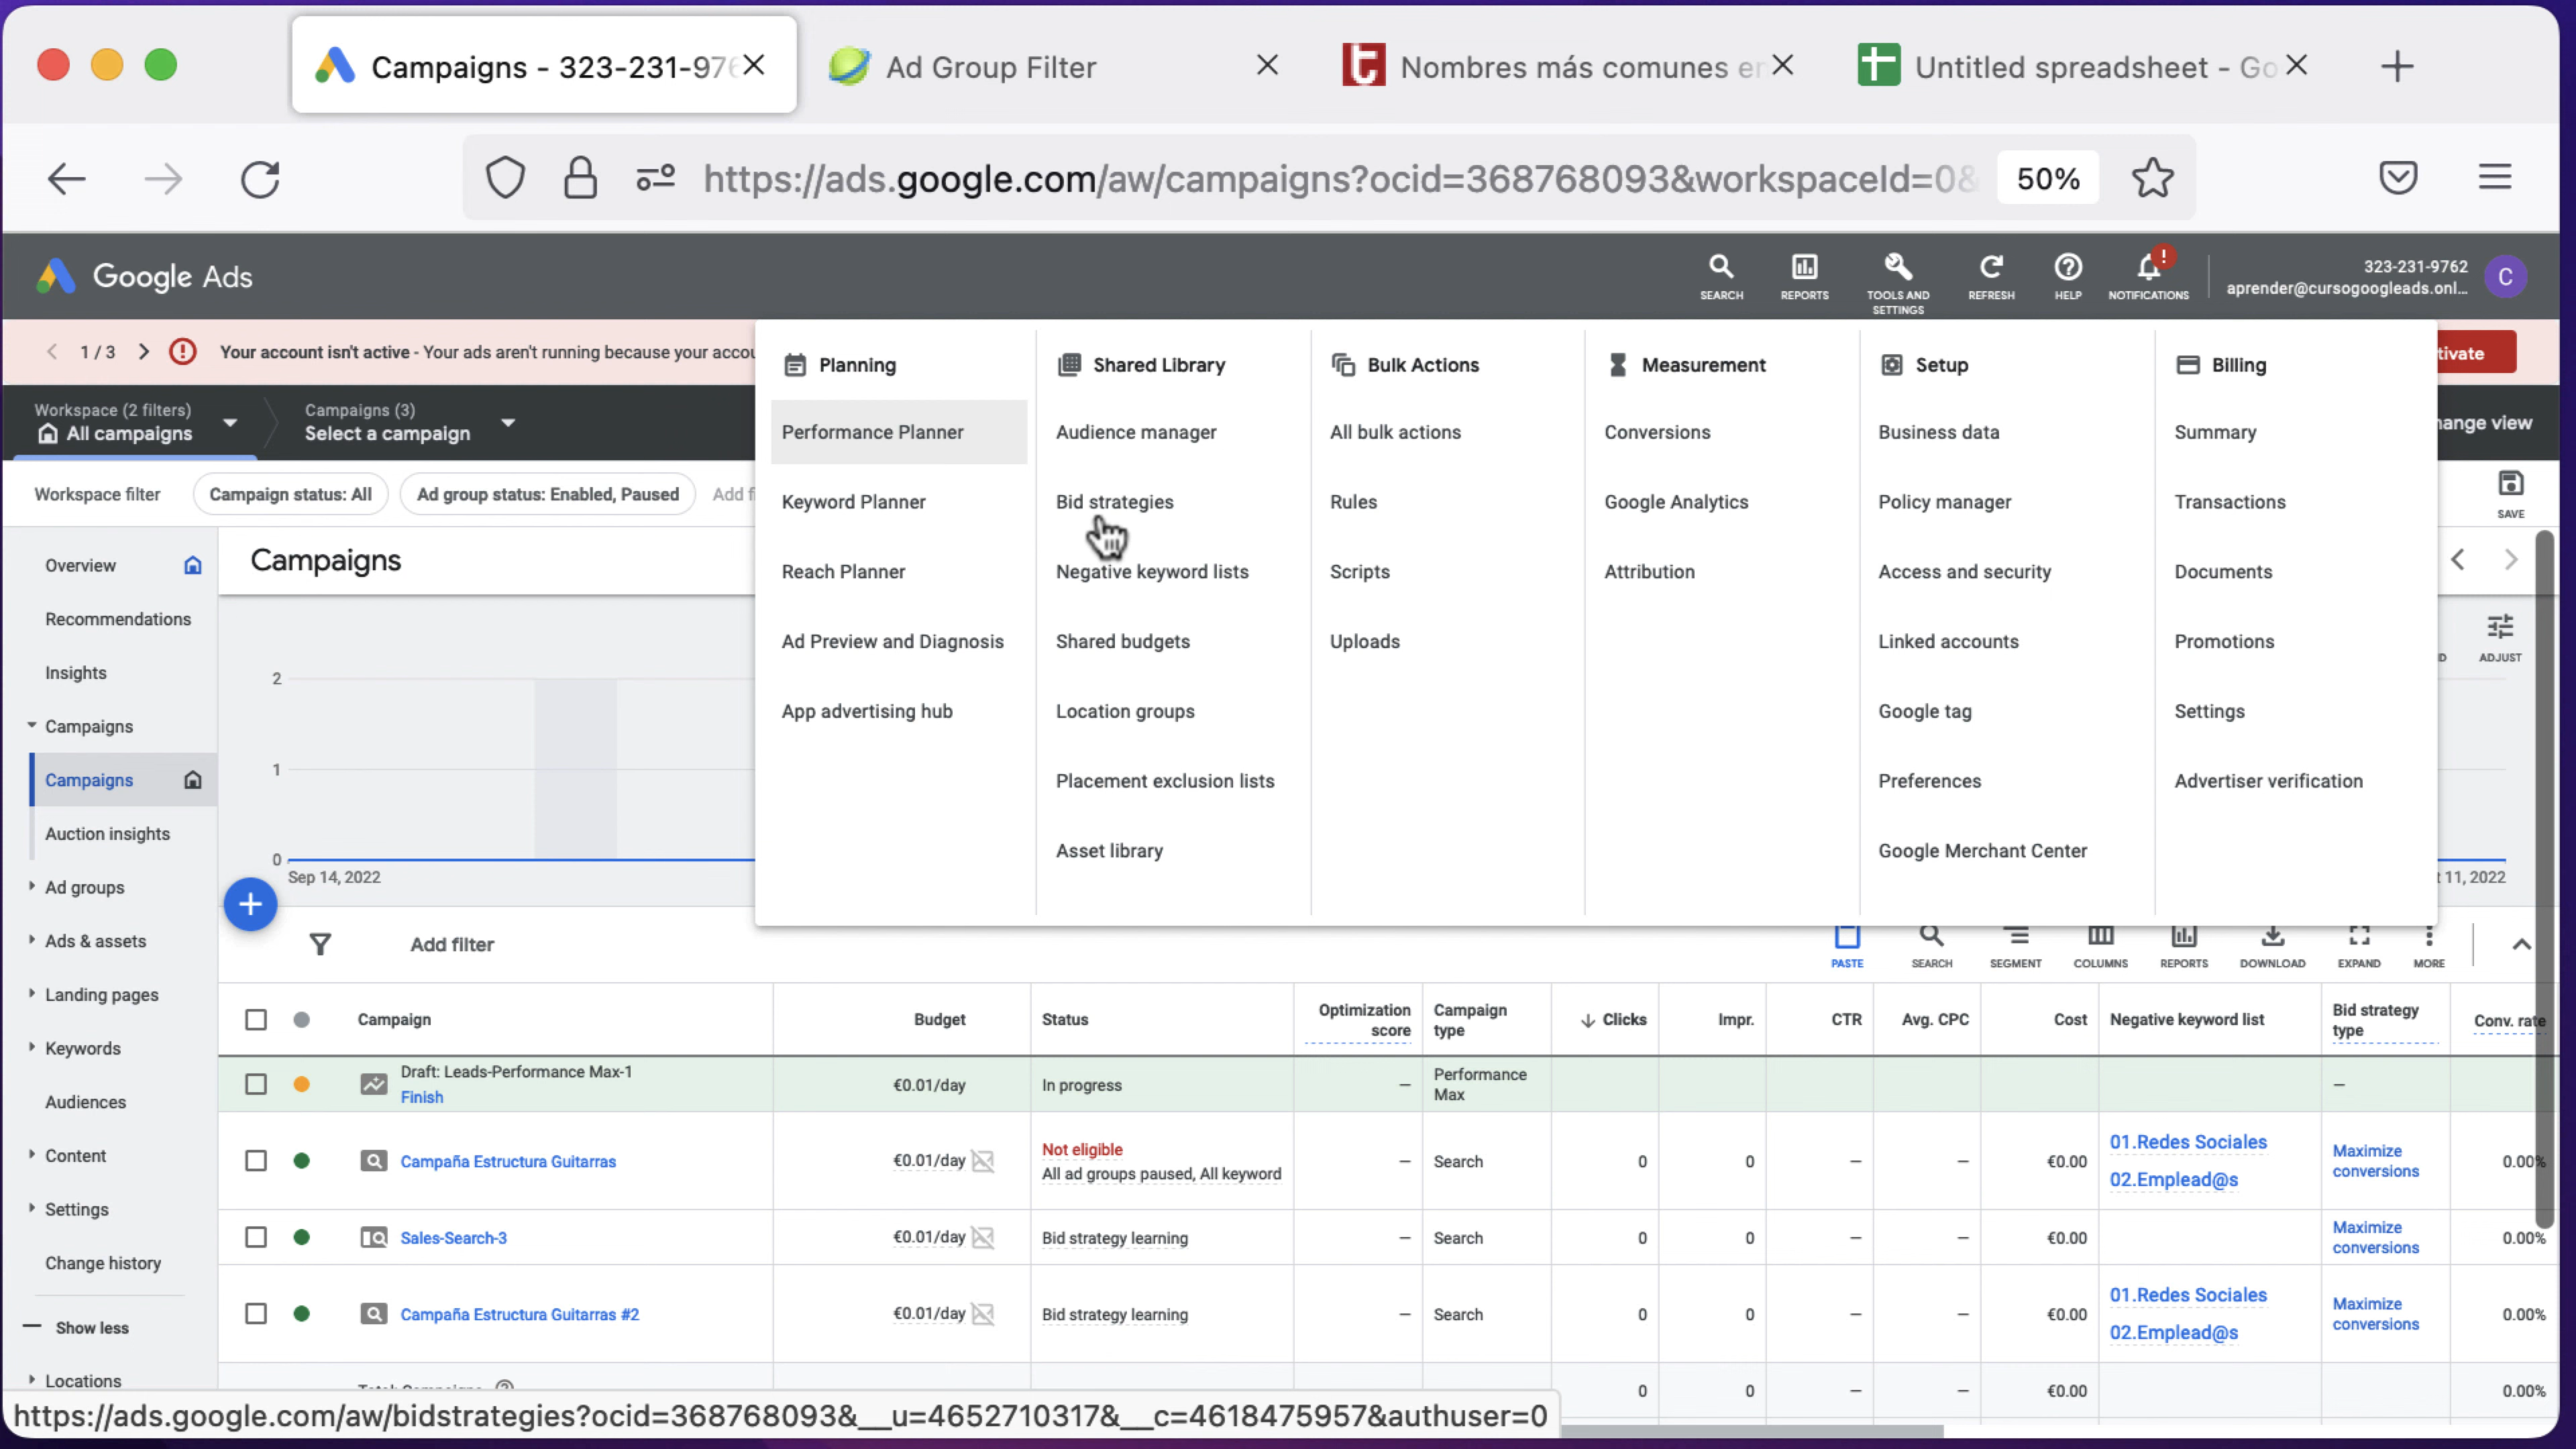 Campaigns - 323-231-976
Ad Group Filter
Nombres más comunes en
Untitled spreadsheet - Go
https://ads.google.com/aw/campaigns?ocid=368768093&workspaceId=0&
50%
Google Ads
SEARCH
REPORTS
TOOLS AND
SETTINGS
REFRESH
HELP
!
NOTIFICATIONS
323-231-9762
aprender@cursogoogleads.onl...
C
1 / 3
Your account isn't active - Your ads aren't running because your accou
tivate
Workspace (2 filters)
All campaigns
Campaigns (3)
Select a campaign
hange view
Workspace filter
Campaign status: All
Ad group status: Enabled, Paused
Add fi
SAVE
Planning
Performance Planner
Keyword Planner
Reach Planner
Ad Preview and Diagnosis
App advertising hub
Shared Library
Audience manager
Bid strategies
Negative keyword lists
Shared budgets
Location groups
Placement exclusion lists
Asset library
Bulk Actions
All bulk actions
Rules
Scripts
Uploads
Measurement
Conversions
Google Analytics
Attribution
Setup
Business data
Policy manager
Access and security
Linked accounts
Google tag
Preferences
Google Merchant Center
Billing
Summary
Transactions
Documents
Promotions
Settings
Advertiser verification
Overview
Recommendations
Insights
Campaigns
Campaigns
Auction insights
Ad groups
Ads & assets
Landing pages
Keywords
Audiences
Content
Settings
Change history
Show less
Locations
Campaigns
D
ADJUST
2
1
0
Sep 14, 2022
t 11, 2022
Add filter
PASTE
SEARCH
SEGMENT
COLUMNS
REPORTS
DOWNLOAD
EXPAND
MORE
Campaign
Budget
Status
Optimization
score
Campaign
type
Clicks
Impr.
CTR
Avg. CPC
Cost
Negative keyword list
Bid strategy
type
Conv. rate
Draft: Leads-Performance Max-1
Finish
€0.01/day
In progress
–
Performance
Max
–
Campaña Estructura Guitarras
€0.01/day
Not eligible
All ad groups paused, All keyword
–
Search
0
0
–
–
€0.00
01.Redes Sociales
02.Emplead@s
Maximize
conversions
0.00%
Sales-Search-3
€0.01/day
Bid strategy learning
–
Search
0
0
–
–
€0.00
Maximize
conversions
0.00%
Campaña Estructura Guitarras #2
€0.01/day
Bid strategy learning
–
Search
0
0
–
–
€0.00
01.Redes Sociales
02.Emplead@s
Maximize
conversions
0.00%
0
0
–
–
€0.00
0.00%
https://ads.google.com/aw/bidstrategies?ocid=368768093&__u=4652710317&__c=4618475957&authuser=0